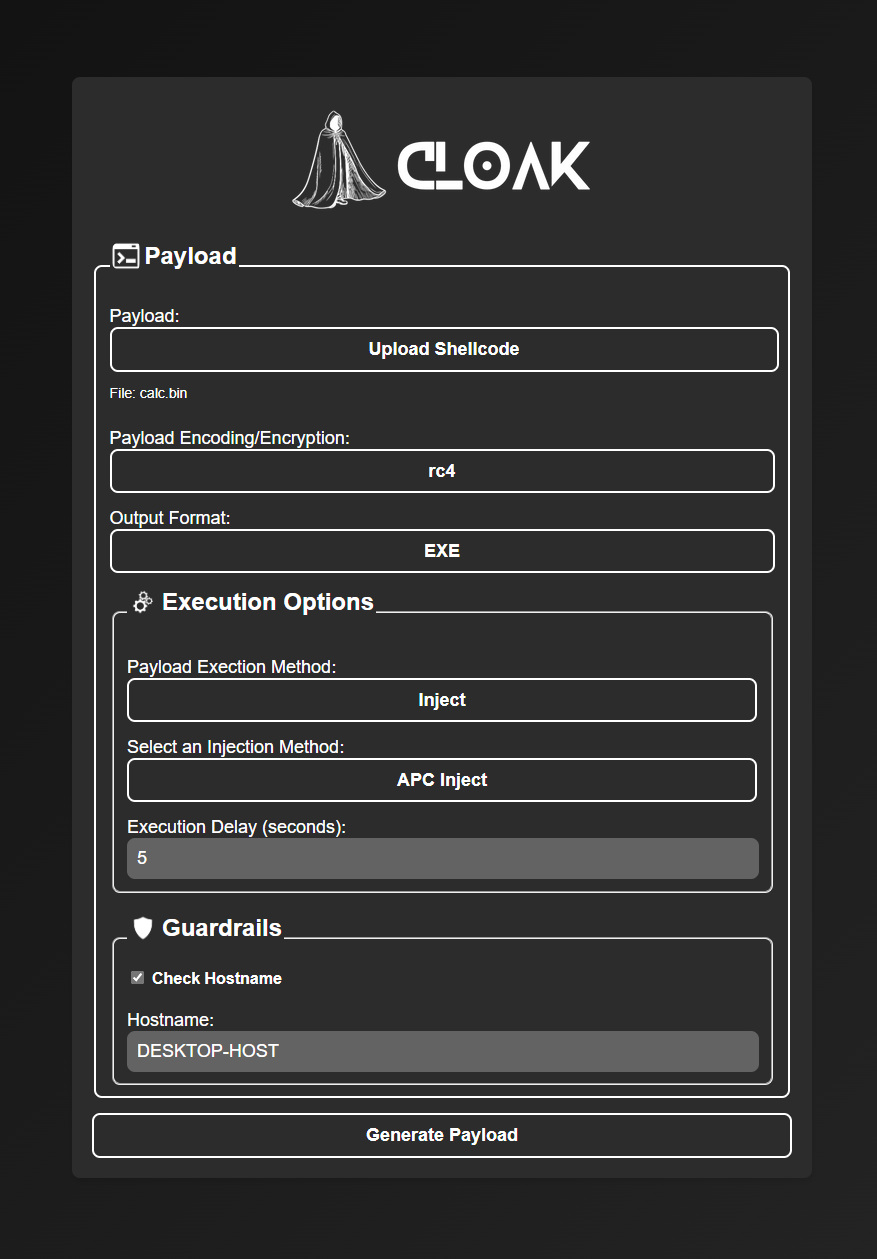 CLOAK
Payload
Payload:
Upload Shellcode
File: calc.bin
Payload Encoding/Encryption:
rc4
Output Format:
EXE
Execution Options
Payload Exection Method:
Inject
Select an Injection Method:
APC Inject
Execution Delay (seconds):
5
Guardrails
Check Hostname
Hostname:
DESKTOP-HOST
Generate Payload